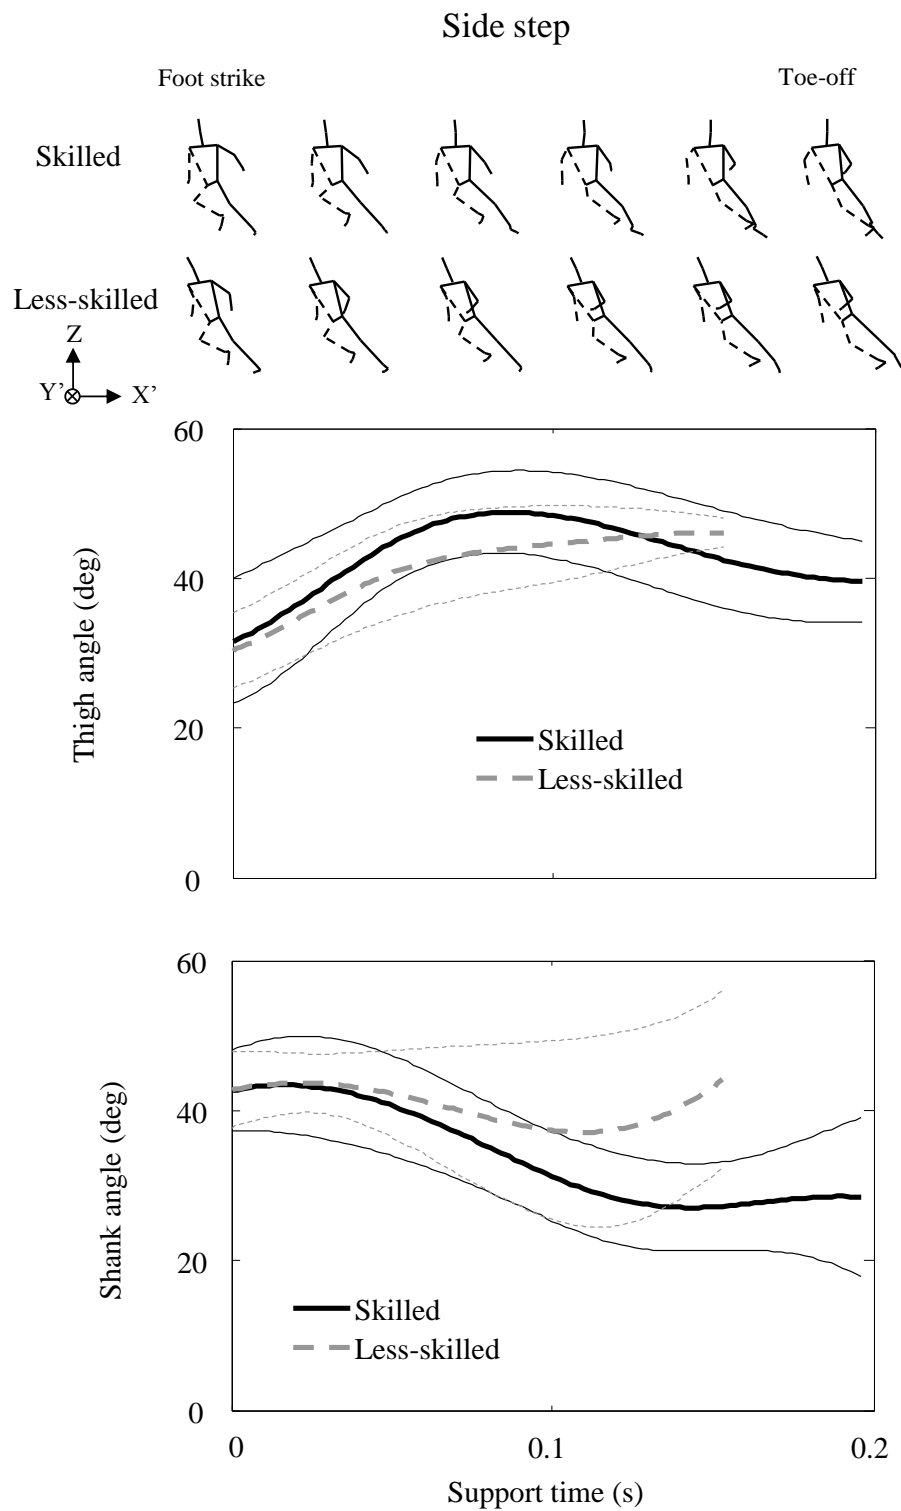 Side step
Foot strike
Toe-off
Skilled
Less-skilled
Z
Y’
X’
60
40
20
0
Thigh angle (deg)
Skilled
Less-skilled
60
40
20
0
Shank angle (deg)
Skilled
Less-skilled
0
0.1
0.2
Support time (s)